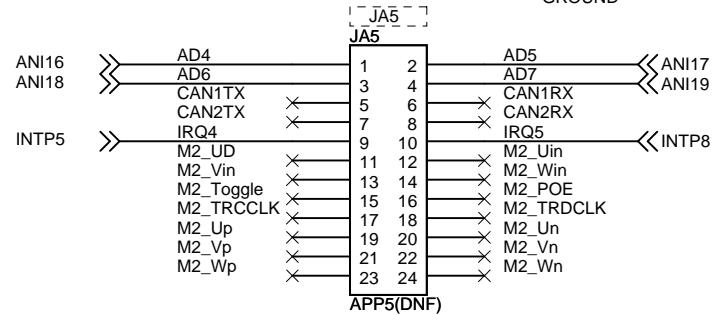 GROUND
JA5
JA5
ANI16 AD4 1 2 AD5 ANI17
ANI18 AD6 3 4 AD7 ANI19
CAN1TX 5 6 CAN1RX
CAN2TX 7 8 CAN2RX
INTP5 IRQ4 9 10 IRQ5 INTP8
M2_UD 11 12 M2_Uin
M2_Vin 13 14 M2_Win
M2_Toggle 15 16 M2_POE
M2_TRCCLK 17 18 M2_TRDCLK
M2_Up 19 20 M2_Un
M2_Vp 21 22 M2_Vn
M2_Wp 23 24 M2_Wn
APP5(DNF)